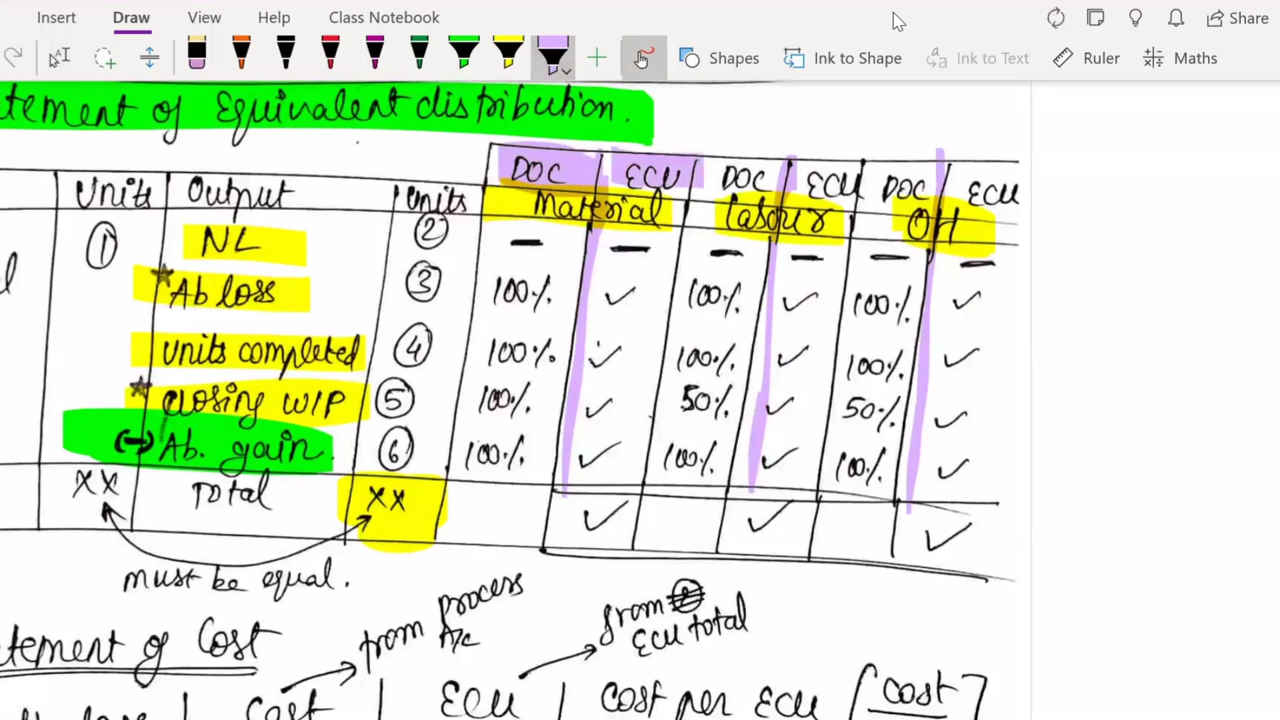 Insert Draw View Help Class Notebook Share
Shapes Ink to Shape Ink to Text Ruler Maths
tement of Equivalent distribution.
DOC ECU DOC ECU DOC ECU
Units Output Units Material Labour OH
① NL ② — — — — — —
Ab loss ③ 100% ✓ 100% ✓ 100% ✓
units completed ④ 100% ✓ 100% ✓ 100% ✓
closing WIP ⑤ 100% ✓ 50% ✓ 50% ✓
(-) Ab. gain. ⑥ 100% ✓ 100% ✓ 100% ✓
XX Total XX ✓ ✓ ✓
must be equal.
tement of Cost
from process A/c
from
ECU total
Cost ECU Cost per ECU [cost]